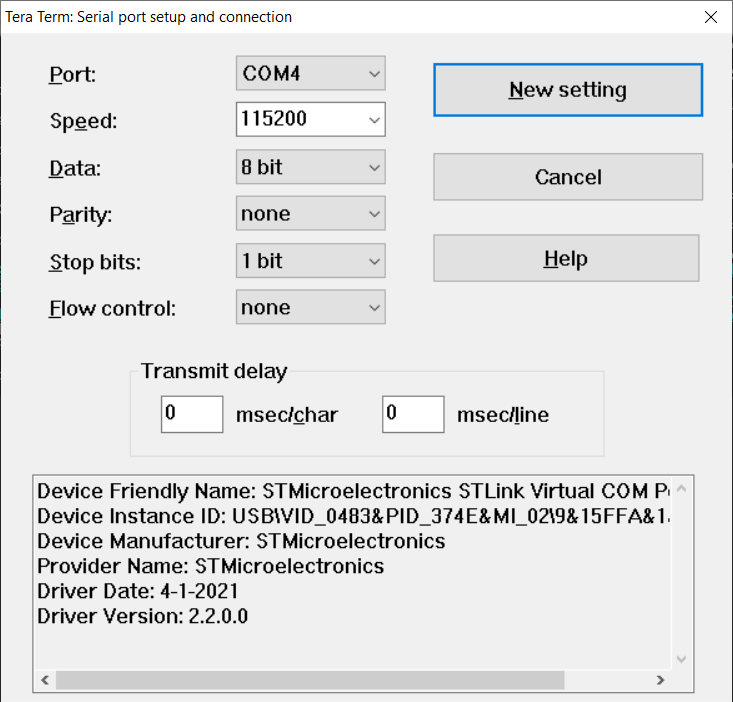 Tera Term: Serial port setup and connection
Port: COM4
New setting
Speed: 115200
Data: 8 bit
Cancel
Parity: none
Stop bits: 1 bit
Help
Flow control: none
Transmit delay
0 msec/char 0 msec/line
Device Friendly Name: STMicroelectronics STLink Virtual COM
Device Instance ID: USB\VID_0483&PID_374E&MI_02\9&15FFA&1
Device Manufacturer: STMicroelectronics
Provider Name: STMicroelectronics
Driver Date: 4-1-2021
Driver Version: 2.2.0.0